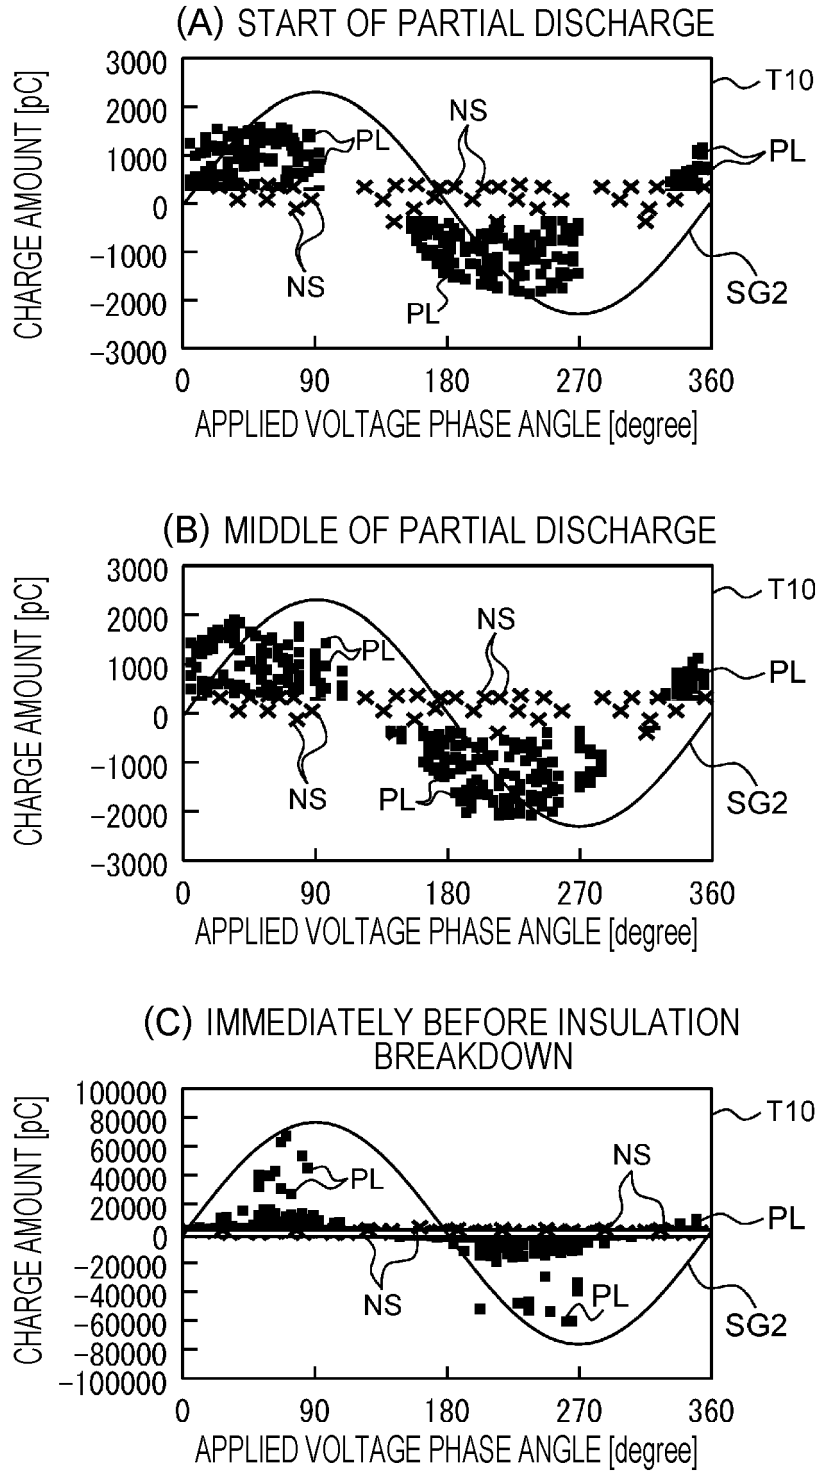 (A) START OF PARTIAL DISCHARGE
CHARGE AMOUNT [pC]
3000
2000
1000
0
−1000
−2000
−3000
0 90 180 270 360
APPLIED VOLTAGE PHASE ANGLE [degree]
NS
PL
T10
PL
NS
PL
SG2
(B) MIDDLE OF PARTIAL DISCHARGE
CHARGE AMOUNT [pC]
3000
2000
1000
0
−1000
−2000
−3000
0 90 180 270 360
APPLIED VOLTAGE PHASE ANGLE [degree]
T10
NS
PL
PL
NS
PL
SG2
(C) IMMEDIATELY BEFORE INSULATION
BREAKDOWN
CHARGE AMOUNT [pC]
100000
80000
60000
40000
20000
0
−20000
−40000
−60000
−80000
−100000
0 90 180 270 360
APPLIED VOLTAGE PHASE ANGLE [degree]
T10
NS
PL
PL
NS
PL
SG2